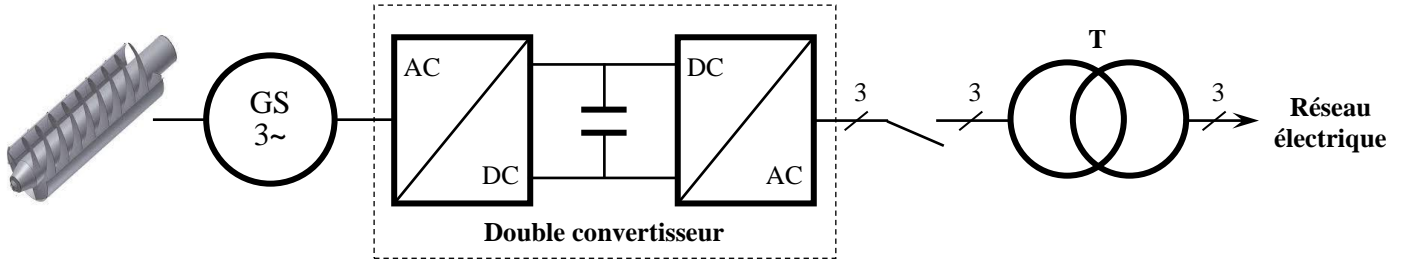 GS
3~
AC
DC
DC
AC
Double convertisseur
3
3
T
3
Réseau
électrique